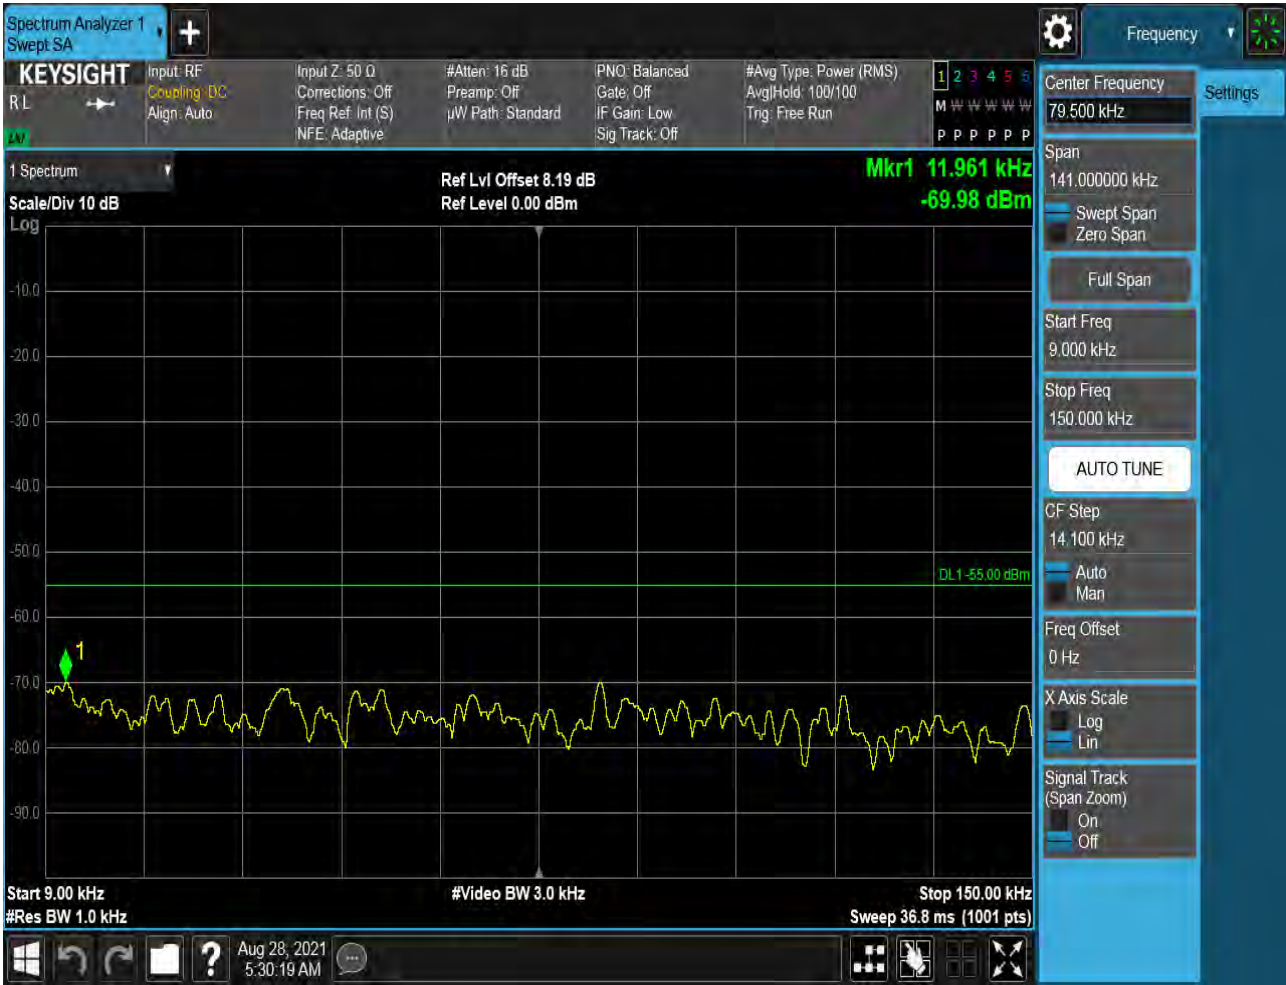 Spectrum Analyzer 1
Swept SA
Frequency
KEYSIGHT
R L
LXI
Input: RF
Coupling: DC
Align: Auto
Input Z: 50 Ω
Corrections: Off
Freq Ref: Int (S)
NFE: Adaptive
#Atten: 16 dB
Preamp: Off
µW Path: Standard
PNO: Balanced
Gate: Off
IF Gain: Low
Sig Track: Off
#Avg Type: Power (RMS)
Avg|Hold: 100/100
Trig: Free Run
1 2 3 4 5 6
M W W W W W
P P P P P P
1 Spectrum
Scale/Div 10 dB
Log
Ref Lvl Offset 8.19 dB
Ref Level 0.00 dBm
Mkr1 11.961 kHz
-69.98 dBm
-10.0
-20.0
-30.0
-40.0
-50.0
DL1 -55.00 dBm
-60.0
1
-70.0
-80.0
-90.0
Start 9.00 kHz
#Res BW 1.0 kHz
#Video BW 3.0 kHz
Stop 150.00 kHz
Sweep 36.8 ms (1001 pts)
Aug 28, 2021
5:30:19 AM
Center Frequency
79.500 kHz
Settings
Span
141.000000 kHz
Swept Span
Zero Span
Full Span
Start Freq
9.000 kHz
Stop Freq
150.000 kHz
AUTO TUNE
CF Step
14.100 kHz
Auto
Man
Freq Offset
0 Hz
X Axis Scale
Log
Lin
Signal Track
(Span Zoom)
On
Off